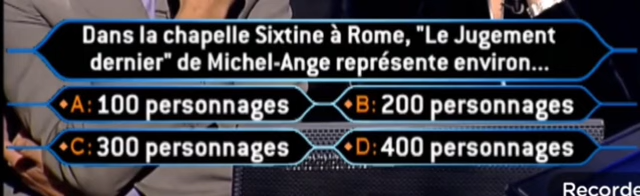 Dans la chapelle Sixtine à Rome, "Le Jugement
dernier" de Michel-Ange représente environ...
A: 100 personnages
B: 200 personnages
C: 300 personnages
D: 400 personnages
Recorde